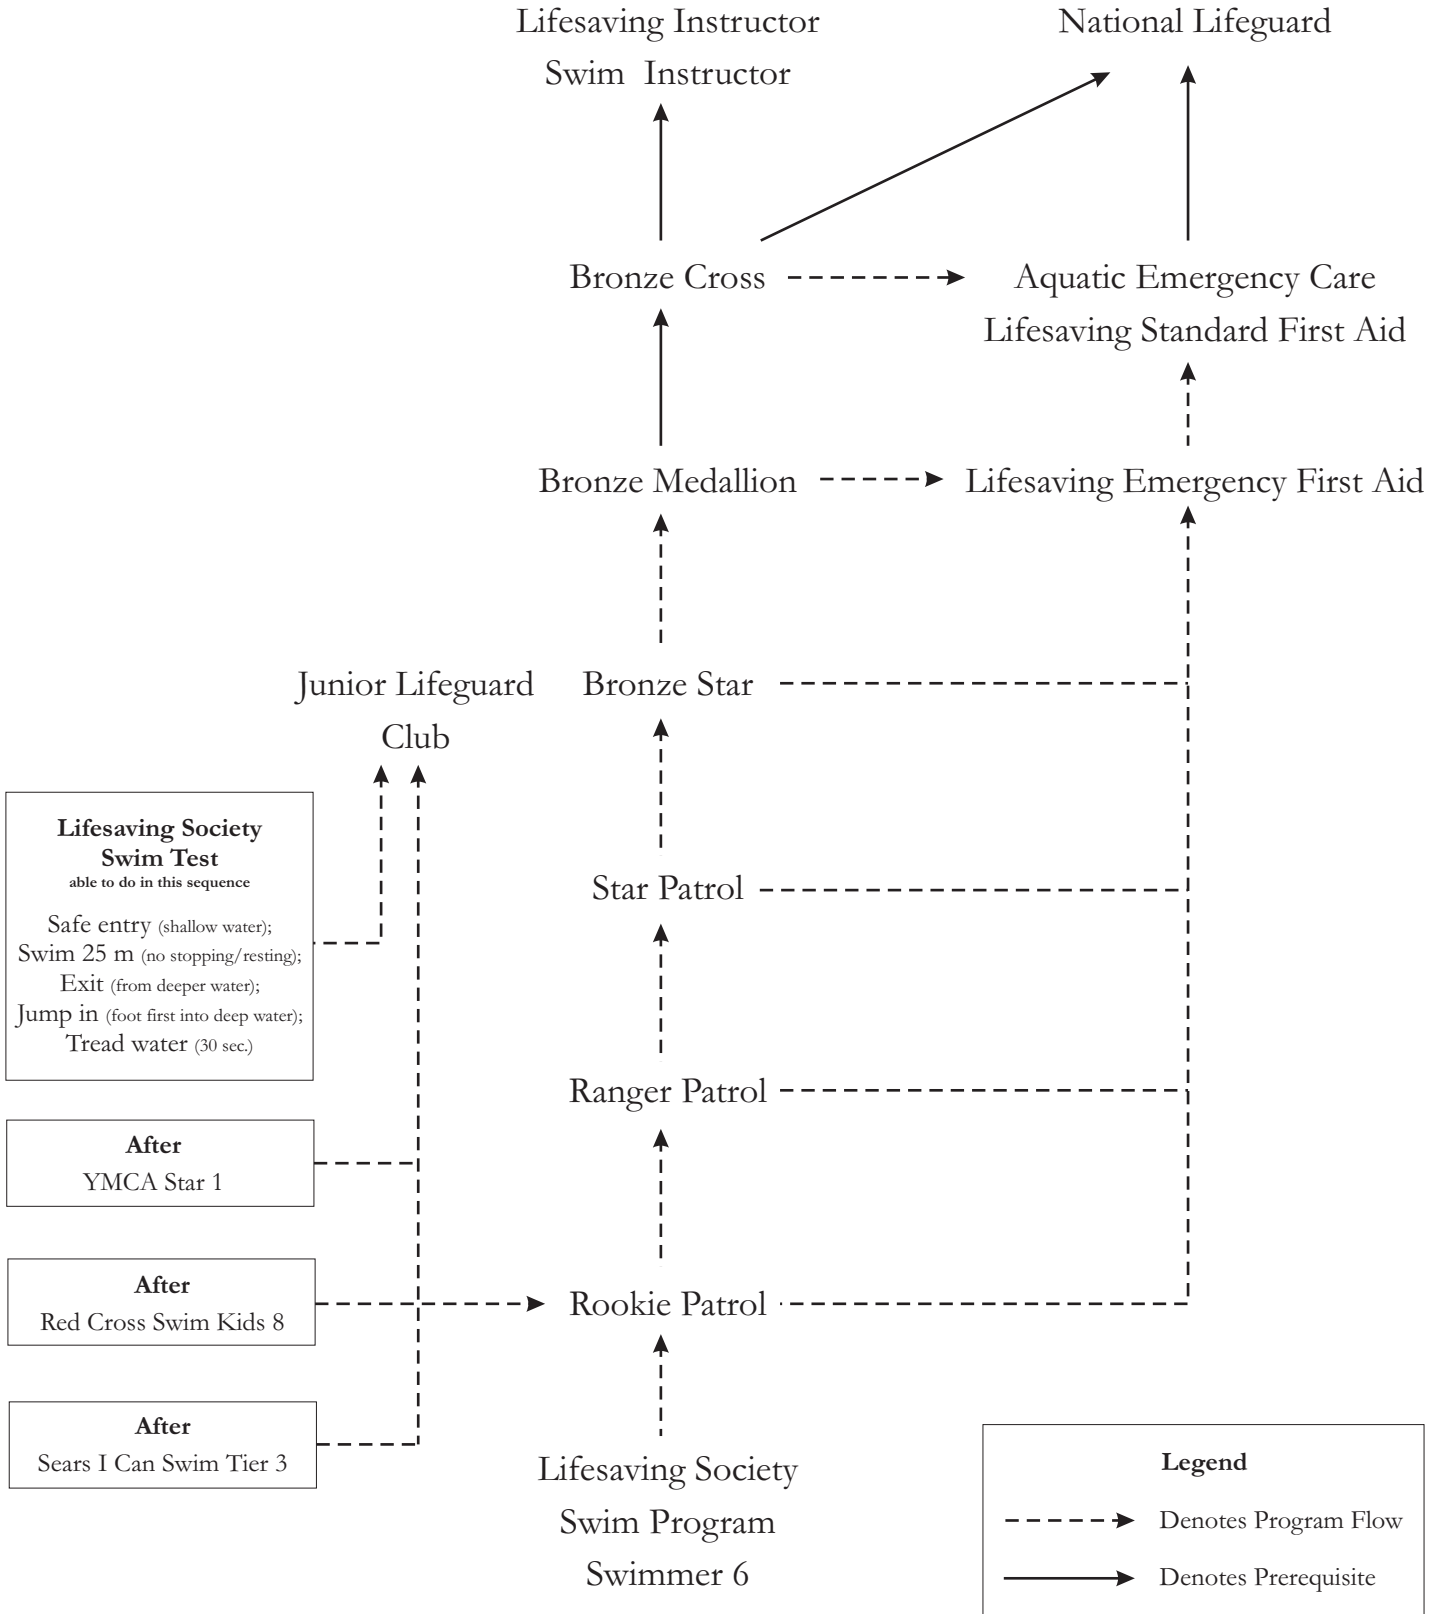 Lifesaving Instructor
Swim Instructor
National Lifeguard
Bronze Cross
Aquatic Emergency Care
Lifesaving Standard First Aid
Bronze Medallion
Lifesaving Emergency First Aid
Junior Lifeguard
Club
Bronze Star
Lifesaving Society
Swim Test
able to do in this sequence
Safe entry (shallow water);
Swim 25 m (no stopping/resting);
Exit (from deeper water);
Jump in (foot first into deep water);
Tread water (30 sec.)
Star Patrol
Ranger Patrol
After
YMCA Star 1
After
Red Cross Swim Kids 8
Rookie Patrol
After
Sears I Can Swim Tier 3
Lifesaving Society
Swim Program
Swimmer 6
Legend
Denotes Program Flow
Denotes Prerequisite